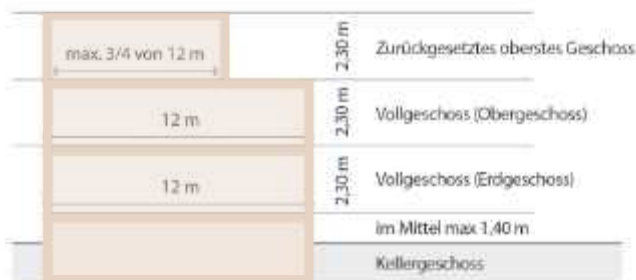 max. 3/4 von 12 m
2,30 m
Zurückgesetztes oberstes Geschoss
12 m
2,30 m
Vollgeschoss (Obergeschoss)
12 m
2,30 m
Vollgeschoss (Erdgeschoss)
im Mittel max 1,40 m
Kellergeschoss